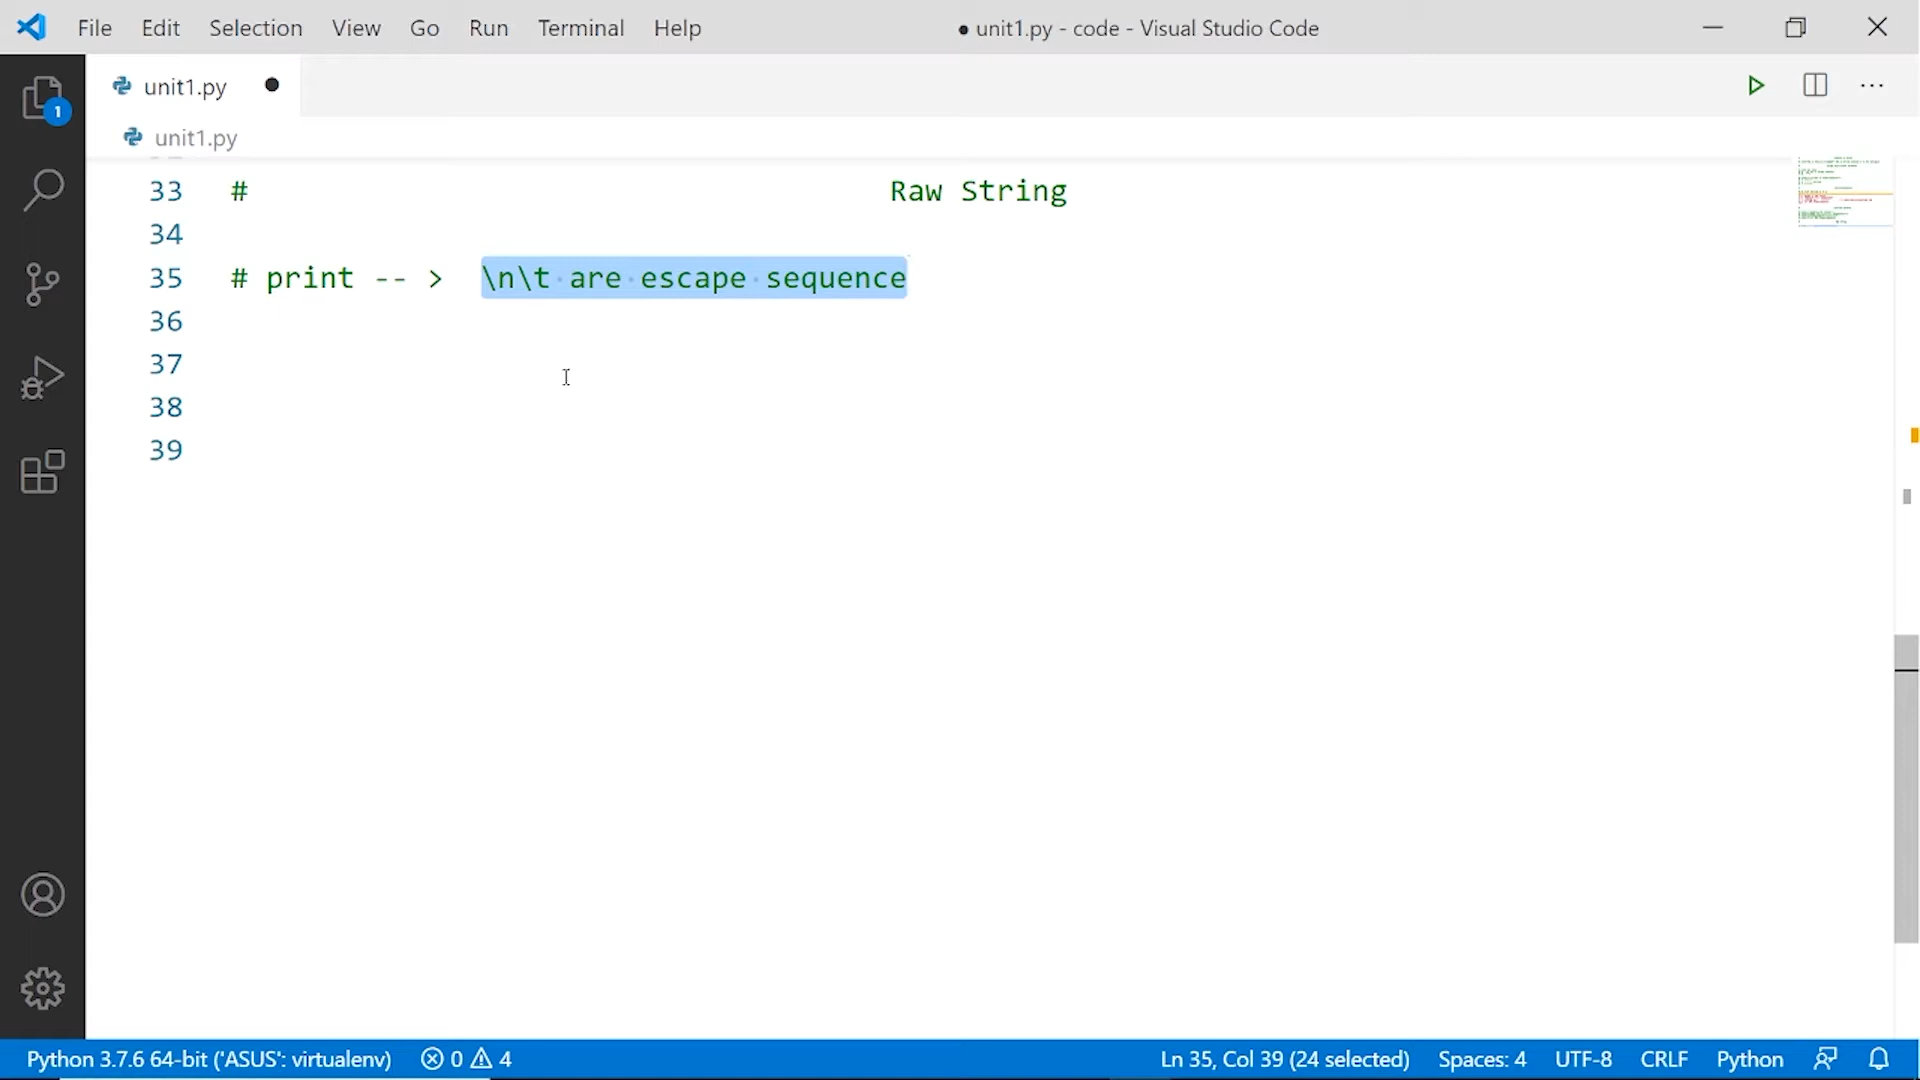 File Edit Selection View Go Run Terminal Help ● unit1.py - code - Visual Studio Code
unit1.py ●
unit1.py
33 # Raw String
34
35 # print -- > \n\t are escape sequence
36
37
38
39
1
Python 3.7.6 64-bit ('ASUS': virtualenv) 0 4 Ln 35, Col 39 (24 selected) Spaces: 4 UTF-8 CRLF Python